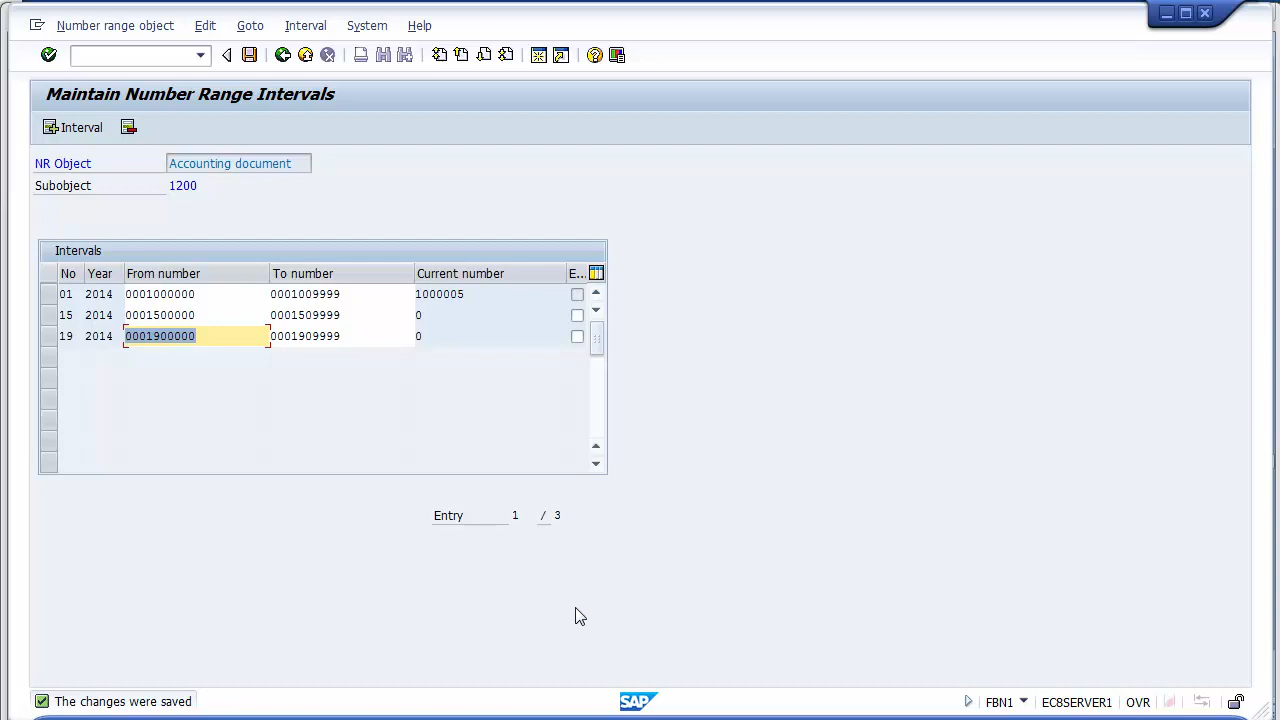 Number range object Edit Goto Interval System Help
Maintain Number Range Intervals
Interval
NR Object Accounting document
Subobject 1200
Intervals
No Year From number To number Current number E...
01 2014 0001000000 0001009999 1000005
15 2014 0001500000 0001509999 0
19 2014 0001900000 0001909999 0
Entry 1 / 3
The changes were saved SAP FBN1 EC8SERVER1 OVR